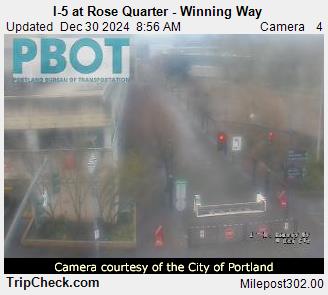 I-5 at Rose Quarter - Winning Way
Updated Dec 30 2024 8:56 AM Camera 4
PBOT
PORTLAND BUREAU OF TRANSPORTATION
Camera courtesy of the City of Portland
TripCheck.com Milepost302.00